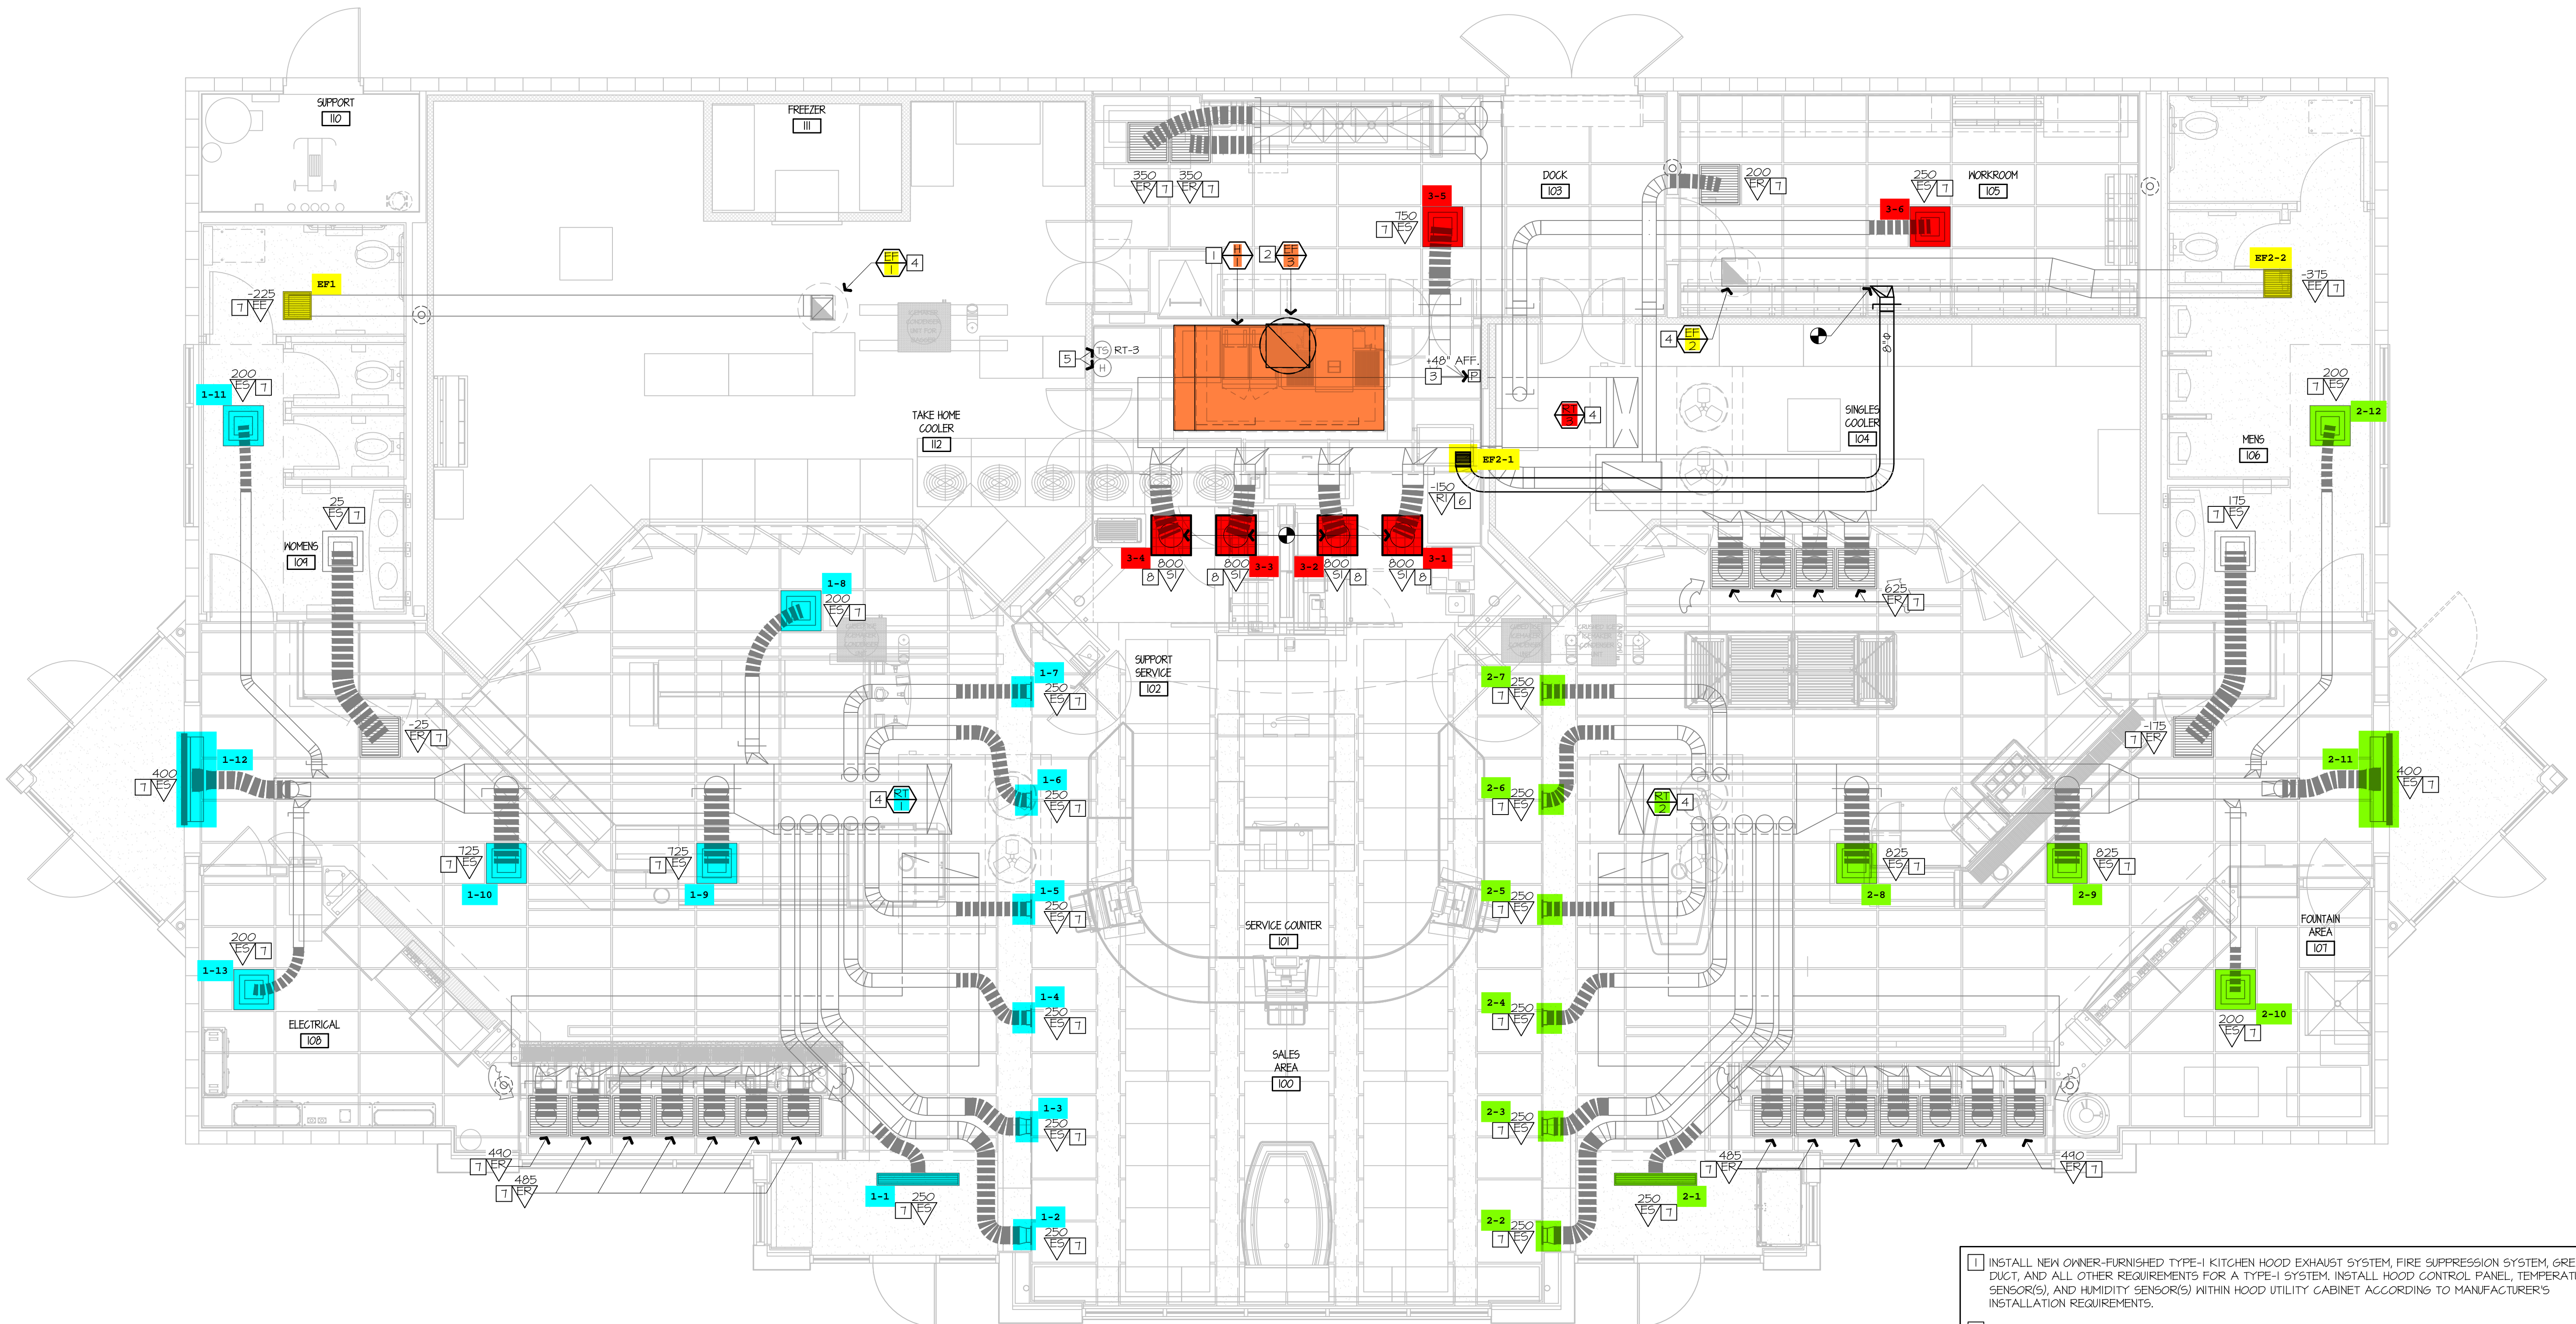 SUPPORT
110
FREEZER
111
DOCK
103
WORKROOM
105
350
ER 7
350
ER 7
200
ER 7
250
ES 7
3-5
750
7 ES
3-6
EF1
-225
7 EE
EF
1
4
1
H
1
2
EF
3
EF2-2
-375
EE 7
4
EF
2
8"Φ
5
TS RT-3
H
+48" AFF.
3 P
RT
3
4
200
ES 7
1-11
TAKE HOME
COOLER
112
SINGLES
COOLER
104
200
7 ES
2-12
MENS
106
EF2-1
-150
RI 6
25
ES 7
WOMENS
109
175
7 ES
3-4
800
8 SI
800
8 SI
3-3
3-2
800
SI 8
3-1
800
SI 8
1-8
200
ES 7
625
ER 7
SUPPORT
SERVICE
102
1-7
250
ES 7
2-7
250
7 ES
-25
ER 7
-175
7 ER
1-12
400
7 ES
4
RT
1
1-6
250
ES 7
2-6
250
7 ES
RT
2
4
2-11
400
ES 7
725
7 ES
1-10
725
7 ES
1-9
825
ES 7
2-8
825
ES 7
2-9
1-5
250
ES 7
2-5
250
7 ES
SERVICE COUNTER
101
FOUNTAIN
AREA
107
200
ES 7
1-13
ELECTRICAL
108
1-4
250
ES 7
2-4
250
7 ES
2-10
200
ES 7
SALES
AREA
100
1-3
250
ES 7
2-3
250
7 ES
490
7 ER
485
7 ER
485
7 ER
490
ER 7
1-1
250
7 ES
250
ES 7
2-1
1-2
250
ES 7
2-2
250
7 ES
1 INSTALL NEW OWNER-FURNISHED TYPE-I KITCHEN HOOD EXHAUST SYSTEM, FIRE SUPPRESSION SYSTEM, GRE
DUCT, AND ALL OTHER REQUIREMENTS FOR A TYPE-I SYSTEM. INSTALL HOOD CONTROL PANEL, TEMPERAT
SENSOR(S), AND HUMIDITY SENSOR(S) WITHIN HOOD UTILITY CABINET ACCORDING TO MANUFACTURER'S
INSTALLATION REQUIREMENTS.